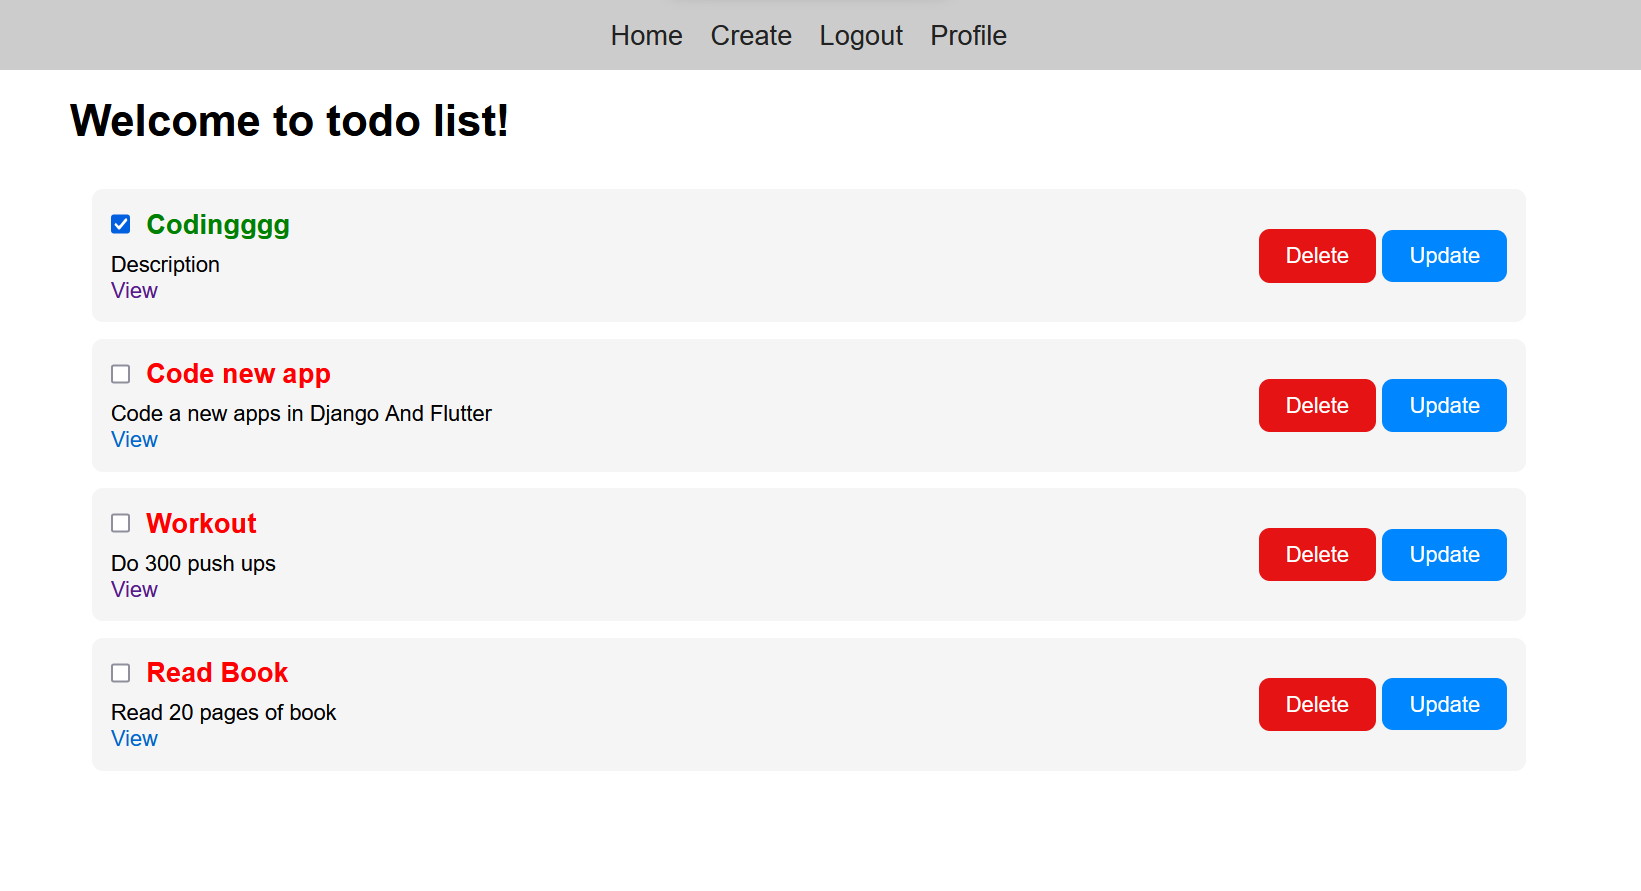 Home Create Logout Profile
Welcome to todo list!
Codingggg
Description
View
Delete Update
Code new app
Code a new apps in Django And Flutter
View
Delete Update
Workout
Do 300 push ups
View
Delete Update
Read Book
Read 20 pages of book
View
Delete Update